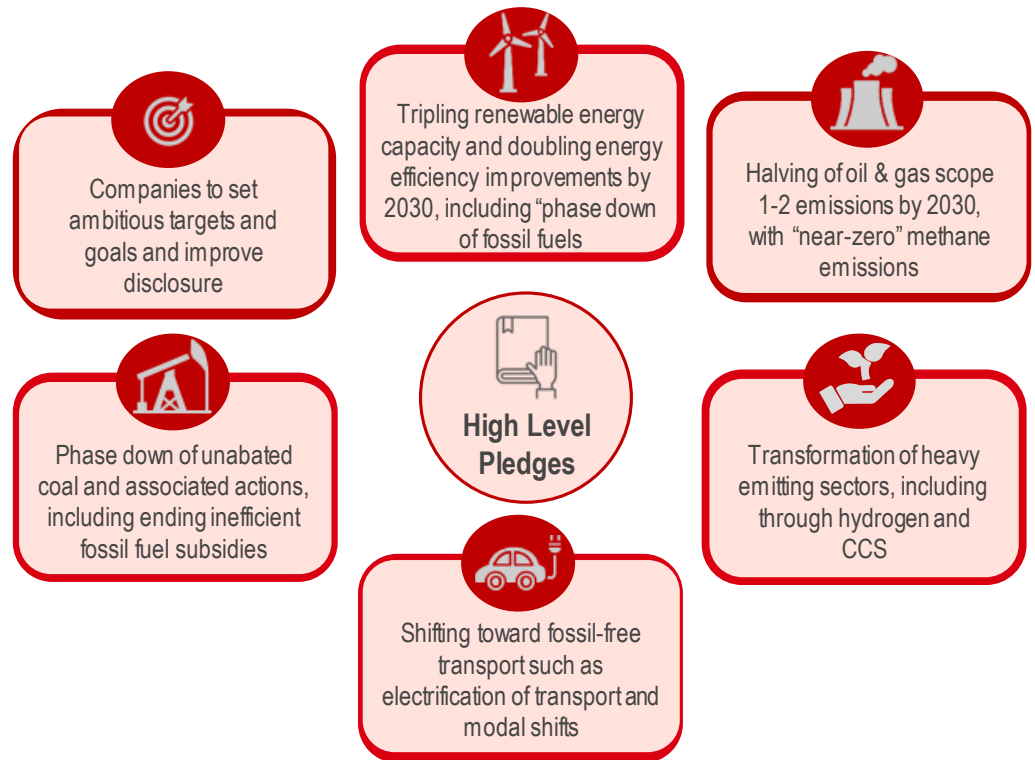 Companies to set
ambitious targets and
goals and improve
disclosure
Tripling renewable energy
capacity and doubling energy
efficiency improvements by
2030, including “phase down
of fossil fuels
Halving of oil & gas scope
1-2 emissions by 2030,
with “near-zero” methane
emissions
High Level
Pledges
Phase down of unabated
coal and associated actions,
including ending inefficient
fossil fuel subsidies
Transformation of heavy
emitting sectors, including
through hydrogen and
CCS
Shifting toward fossil-free
transport such as
electrification of transport and
modal shifts